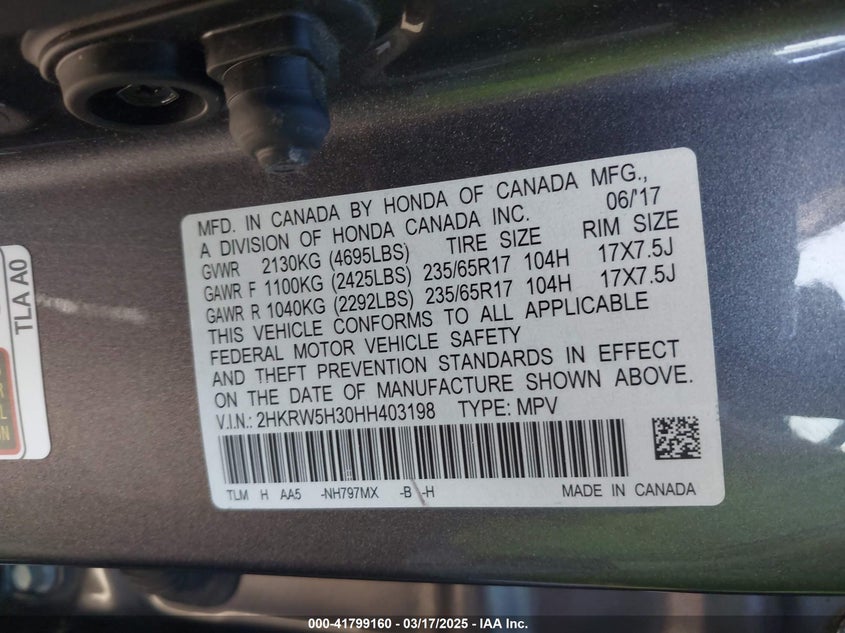 MFD. IN CANADA BY HONDA OF CANADA MFG.,
A DIVISION OF HONDA CANADA INC. 06/'17
GVWR 2130KG (4695LBS) TIRE SIZE RIM SIZE
GAWR F 1100KG (2425LBS) 235/65R17 104H 17X7.5J
GAWR R 1040KG (2292LBS) 235/65R17 104H 17X7.5J
THIS VEHICLE CONFORMS TO ALL APPLICABLE
FEDERAL MOTOR VEHICLE SAFETY
AND THEFT PREVENTION STANDARDS IN EFFECT
ON THE DATE OF MANUFACTURE SHOWN ABOVE.
V.I.N.: 2HKRW5H30HH403198 TYPE: MPV
TLM H AA5 -NH797MX -B -H MADE IN CANADA
TLA A0
000-41799160 - 03/17/2025 - IAA Inc.